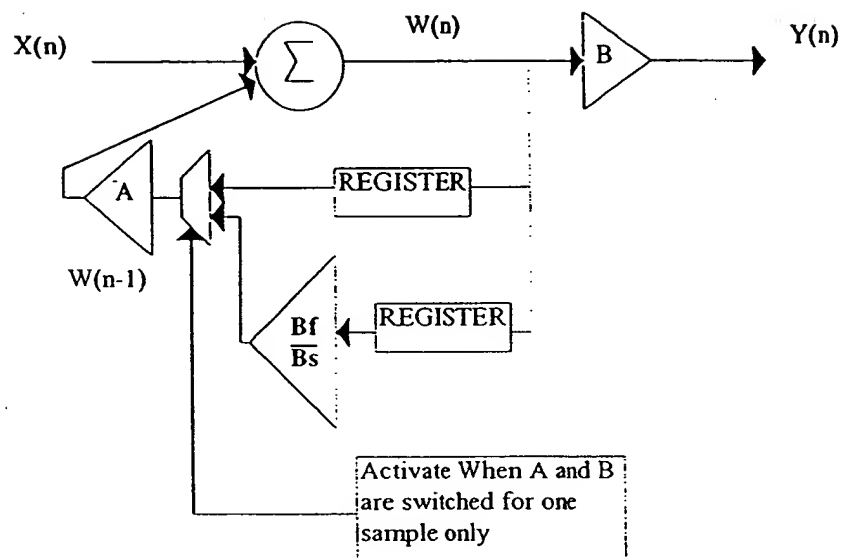 W(n)
X(n)
Y(n)
Σ
B
-A
REGISTER
W(n-1)
REGISTER
Bf
Bs
Activate When A and B
are switched for one
sample only